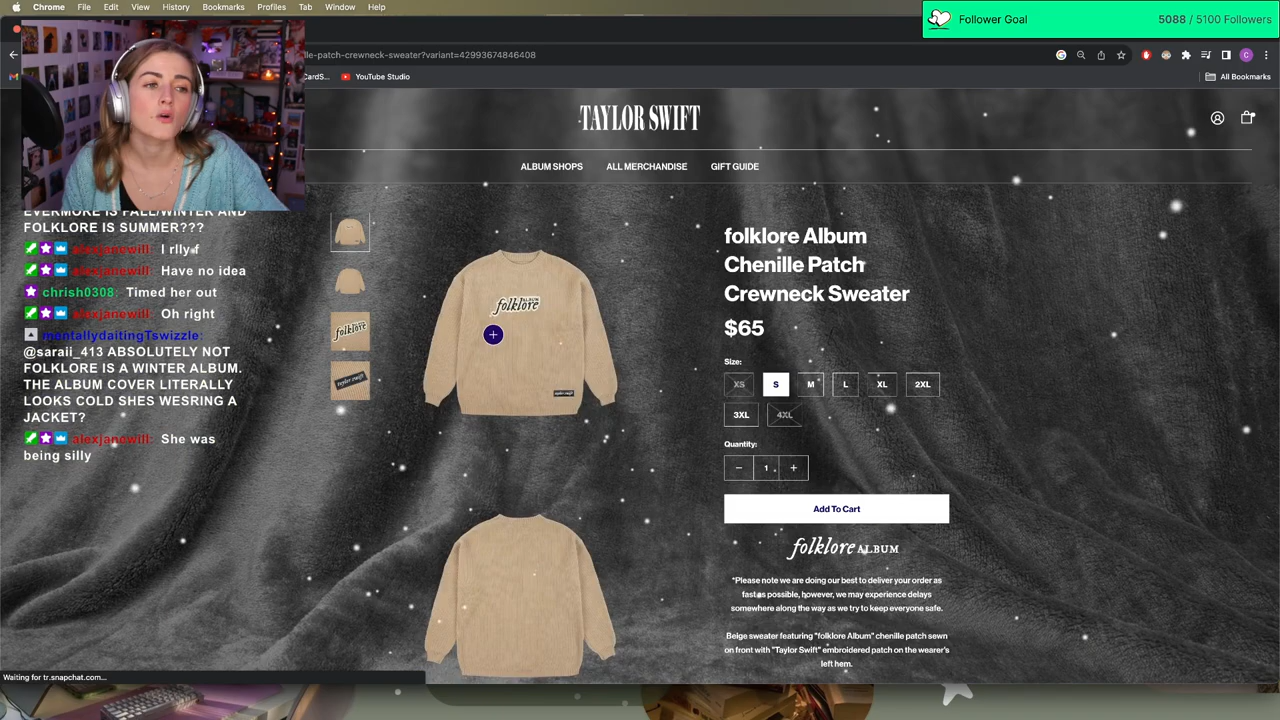 Chrome File Edit View History Bookmarks Profiles Tab Window Help
Follower Goal 5088 / 5100 Followers
lle-patch-crewneck-sweater?variant=42993674846408
CardS... YouTube Studio All Bookmarks
TAYLOR SWIFT
ALBUM SHOPS ALL MERCHANDISE GIFT GUIDE
EVERMORE IS FALL/WINTER AND
FOLKLORE IS SUMMER???
alexjanewill: I rlly f
alexjanewill: Have no idea
chrish0308: Timed her out
alexjanewill: Oh right
mentallydaitingTswizzle:
@saraii_413 ABSOLUTELY NOT
FOLKLORE IS A WINTER ALBUM.
THE ALBUM COVER LITERALLY
LOOKS COLD SHES WESRING A
JACKET?
alexjanewill: She was
being silly
folklore
taylor swift
folklore ALBUM
folklore Album
Chenille Patch
Crewneck Sweater
$65
Size:
XS S M L XL 2XL
3XL 4XL
Quantity:
− 1 +
Add To Cart
folklore ALBUM
*Please note we are doing our best to deliver your order as
fast as possible, however, we may experience delays
somewhere along the way as we try to keep everyone safe.
Beige sweater featuring "folklore Album" chenille patch sewn
on front with "Taylor Swift" embroidered patch on the wearer's
left hem.
Waiting for tr.snapchat.com...